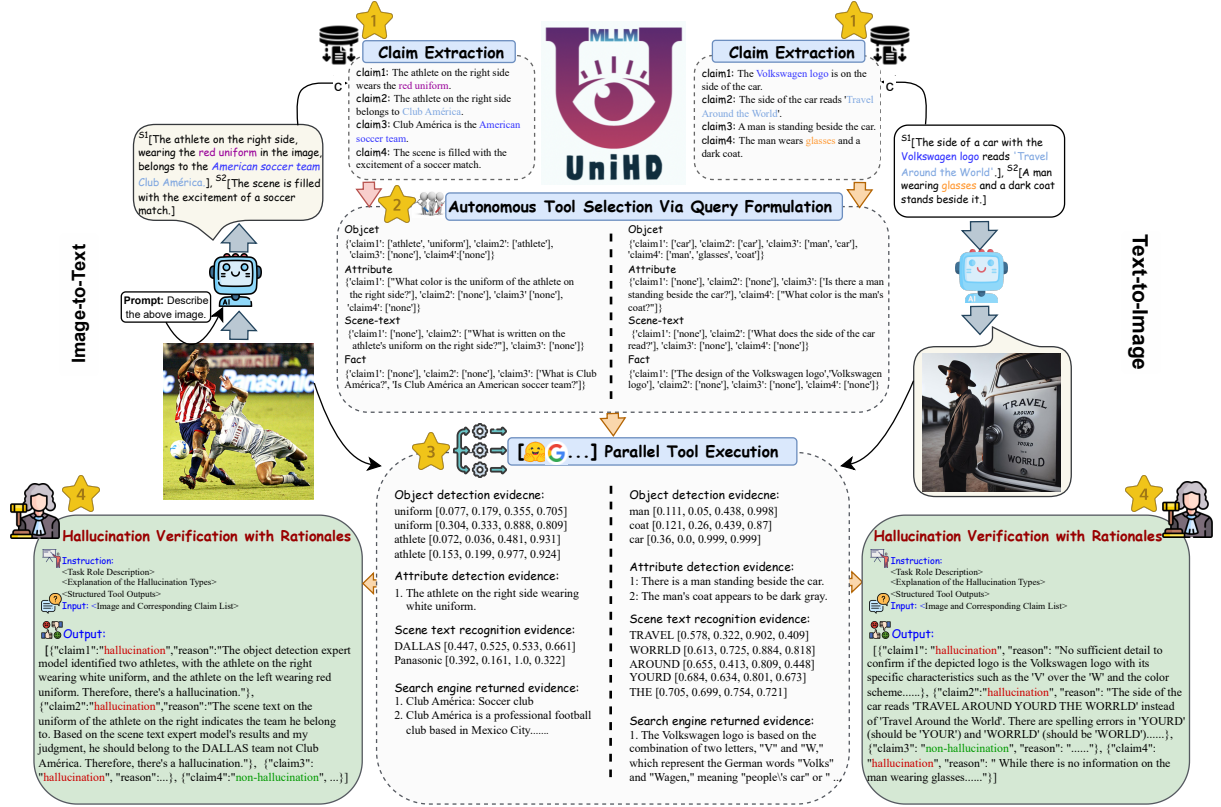 1
Claim Extraction
claim1: The athlete on the right side
wears the red uniform.
claim2: The athlete on the right side
belongs to Club América.
claim3: Club América is the American
soccer team.
claim4: The scene is filled with the
excitement of a soccer match.
MLLM
UniHD
1
Claim Extraction
claim1: The Volkswagen logo is on the
side of the car.
claim2: The side of the car reads 'Travel
Around the World'.
claim3: A man is standing beside the car.
claim4: The man wears glasses and a
dark coat.
C
C
S1[The athlete on the right side,
wearing the red uniform in the image,
belongs to the American soccer team
Club América.], S2[The scene is filled
with the excitement of a soccer
match.]
S1[The side of a car with the
Volkswagen logo reads 'Travel
Around the World'.], S2[A man
wearing glasses and a dark coat
stands beside it.]
2
Autonomous Tool Selection Via Query Formulation
Objcet
{'claim1': ['athlete', 'uniform'], 'claim2': ['athlete'],
'claim3': ['none'], 'claim4':['none']}
Attribute
{'claim1': ["What color is the uniform of the athlete on
the right side?"], 'claim2': ['none'], 'claim3' ['none'],
'claim4': ['none']}
Scene-text
{'claim1': ['none'], 'claim2': ["What is written on the
athlete's uniform on the right side?"], 'claim3': ['none']}
Fact
{'claim1': ['none'], 'claim2': ['none'], 'claim3': ['What is Club
América?', 'Is Club América an American soccer team?']}
Objcet
{'claim1': ['car'], 'claim2': ['car'], 'claim3': ['man', 'car'],
'claim4': ['man', 'glasses', 'coat']}
Attribute
{'claim1': ['none'], 'claim2': ['none'], 'claim3': ['Is there a man
standing beside the car?'], 'claim4': ["What color is the man's
coat?"]}
Scene-text
{'claim1': ['none'], 'claim2': ['What does the side of the car
read?'], 'claim3': ['none'], 'claim4': ['none']}
Fact
{'claim1': ['The design of the Volkswagen logo','Volkswagen
logo'], 'claim2': ['none'], 'claim3': ['none'], 'claim4': ['none']}
Image-to-Text
AI
Prompt: Describe
the above image.
Panasonic
Text-to-Image
AI
TRAVEL
AROUND
YOURD
THE
WORRLD
3
[ G...] Parallel Tool Execution
Object detection evidecne:
uniform [0.077, 0.179, 0.355, 0.705]
uniform [0.304, 0.333, 0.888, 0.809]
athlete [0.072, 0.036, 0.481, 0.931]
athlete [0.153, 0.199, 0.977, 0.924]
Attribute detection evidence:
1. The athlete on the right side wearing
white uniform.
Scene text recognition evidence:
DALLAS [0.447, 0.525, 0.533, 0.661]
Panasonic [0.392, 0.161, 1.0, 0.322]
Search engine returned evidence:
1. Club América: Soccer club
2. Club América is a professional football
club based in Mexico City.......
Object detection evidecne:
man [0.111, 0.05, 0.438, 0.998]
coat [0.121, 0.26, 0.439, 0.87]
car [0.36, 0.0, 0.999, 0.999]
Attribute detection evidence:
1: There is a man standing beside the car.
2: The man's coat appears to be dark gray.
Scene text recognition evidence:
TRAVEL [0.578, 0.322, 0.902, 0.409]
WORRLD [0.613, 0.725, 0.884, 0.818]
AROUND [0.655, 0.413, 0.809, 0.448]
YOURD [0.684, 0.634, 0.801, 0.673]
THE [0.705, 0.699, 0.754, 0.721]
Search engine returned evidence:
1. The Volkswagen logo is based on the
combination of two letters, "V" and "W,"
which represent the German words "Volks"
and "Wagen," meaning "people\'s car" or " ...
4
Hallucination Verification with Rationales
Instruction:
<Task Role Description>
<Explanation of the Hallucination Types>
<Structured Tool Outputs>
Input: <Image and Corresponding Claim List>
Output:
[{"claim1":"hallucination","reason":"The object detection expert
model identified two athletes, with the athlete on the right
wearing white uniform, and the athlete on the left wearing red
uniform. Therefore, there's a hallucination."},
{"claim2":"hallucination","reason":"The scene text on the
uniform of the athlete on the right indicates the team he belong
to. Based on the scene text expert model's results and my
judgment, he should belong to the DALLAS team not Club
América. Therefore, there's a hallucination."}, {"claim3":
"hallucination", "reason":...}, {"claim4":"non-hallucination", ...}]
4
Hallucination Verification with Rationales
Instruction:
<Task Role Description>
<Explanation of the Hallucination Types>
<Structured Tool Outputs>
Input: <Image and Corresponding Claim List>
Output:
[{"claim1": "hallucination", "reason": "No sufficient detail to
confirm if the depicted logo is the Volkswagen logo with its
specific characteristics such as the 'V' over the 'W' and the color
scheme......}, {"claim2":"hallucination", "reason": "The side of the
car reads 'TRAVEL AROUND YOURD THE WORRLD' instead
of 'Travel Around the World'. There are spelling errors in 'YOURD'
(should be 'YOUR') and 'WORRLD' (should be 'WORLD').....},
{"claim3": "non-hallucination", "reason": "......"}, {"claim4":
"hallucination", "reason": " While there is no information on the
man wearing glasses......"}]